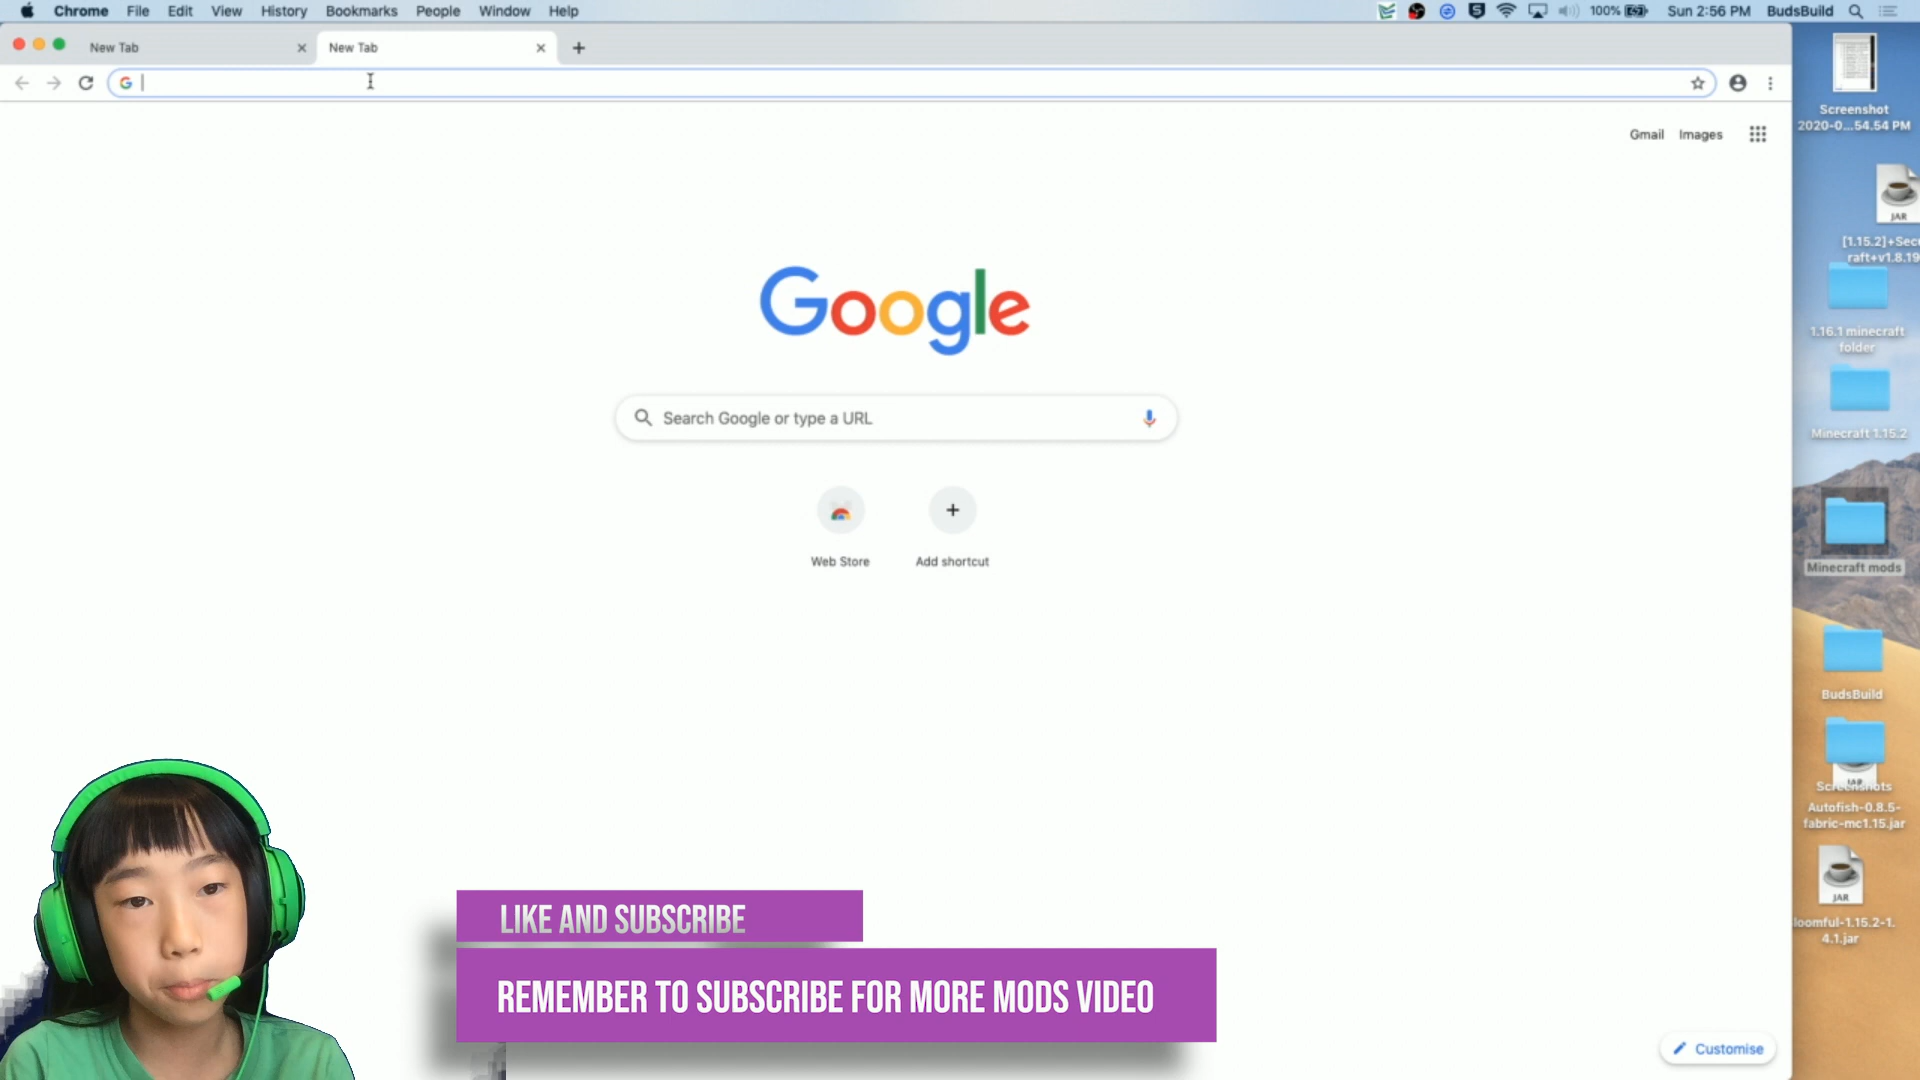 Chrome File Edit View History Bookmarks People Window Help
100% Sun 2:56 PM BudsBuild
New Tab
New Tab
Gmail Images
Google
Search Google or type a URL
Web Store
Add shortcut
Customise
Screenshot
2020-0...54.54 PM
JAR
[1.15.2]+Sec
raft+v1.8.19
1.16.1 minecraft
folder
Minecraft 1.15.2
Minecraft mods
BudsBuild
JAR
Screenshots
Autofish-0.8.5-
fabric-mc1.15.jar
JAR
loomful-1.15.2-1.
4.1.jar
LIKE AND SUBSCRIBE
REMEMBER TO SUBSCRIBE FOR MORE MODS VIDEO